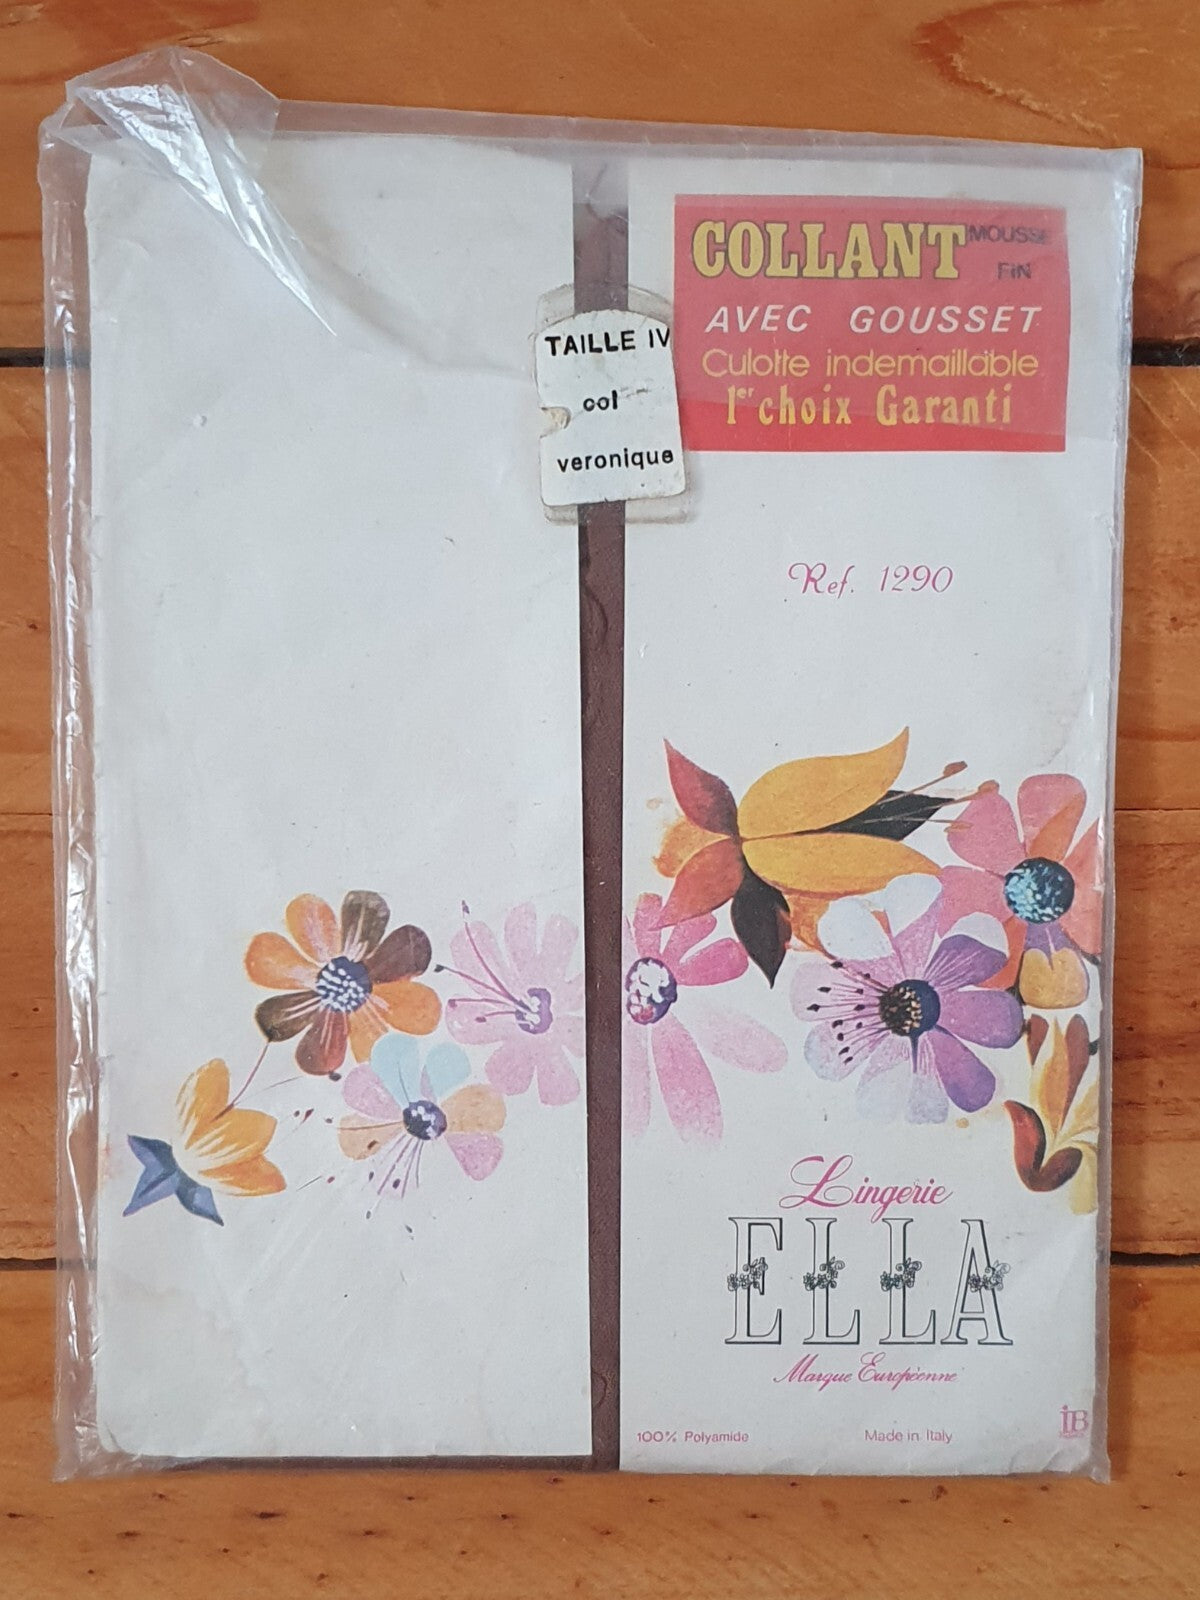 COLLANT MOUSSE
FIN
AVEC GOUSSET
Culotte indemaillable
1er choix Garanti
TAILLE IV
col
veronique
Ref. 1290
Lingerie
ELLA
Marque Européenne
100% Polyamide Made in Italy
iB